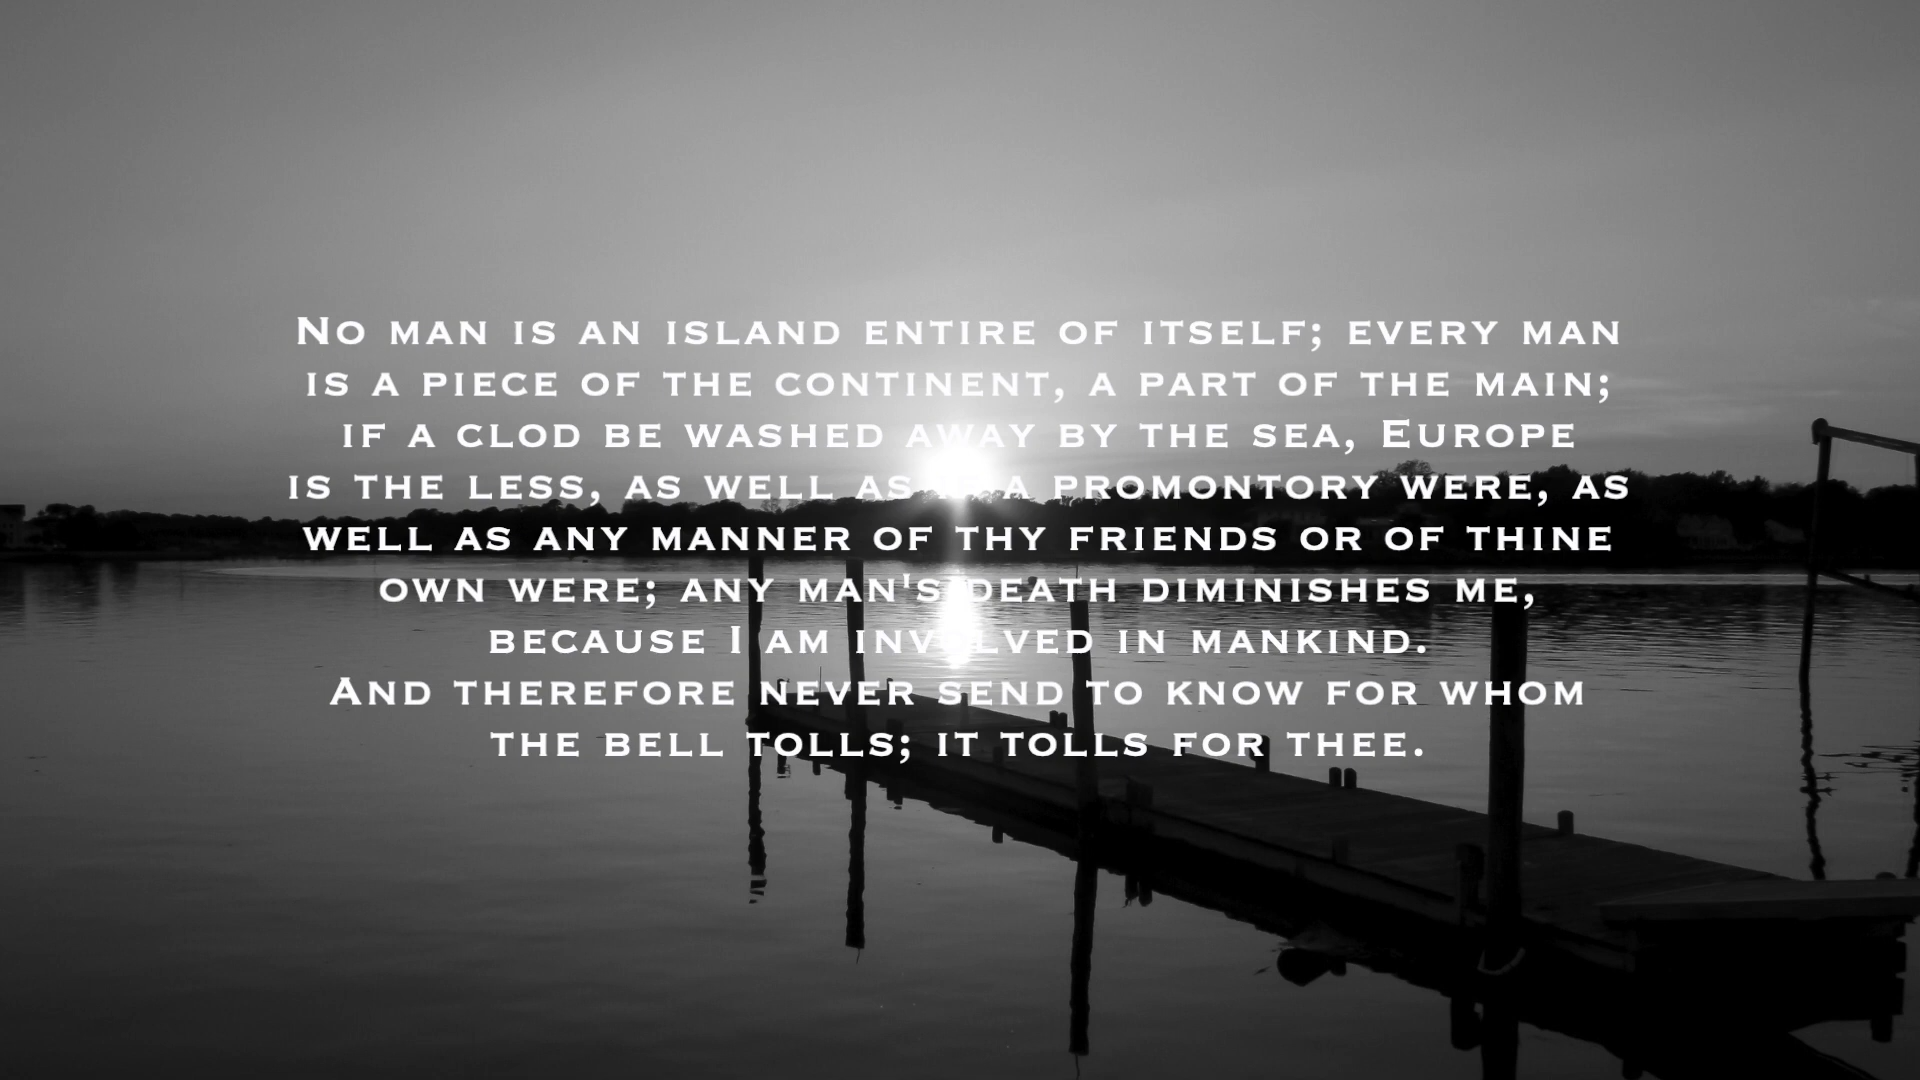 No man is an island entire of itself; every man
is a piece of the continent, a part of the main;
if a clod be washed away by the sea, Europe
is the less, as well as if a promontory were, as
well as any manner of thy friends or of thine
own were; any man's death diminishes me,
because I am involved in mankind.
And therefore never send to know for whom
the bell tolls; it tolls for thee.